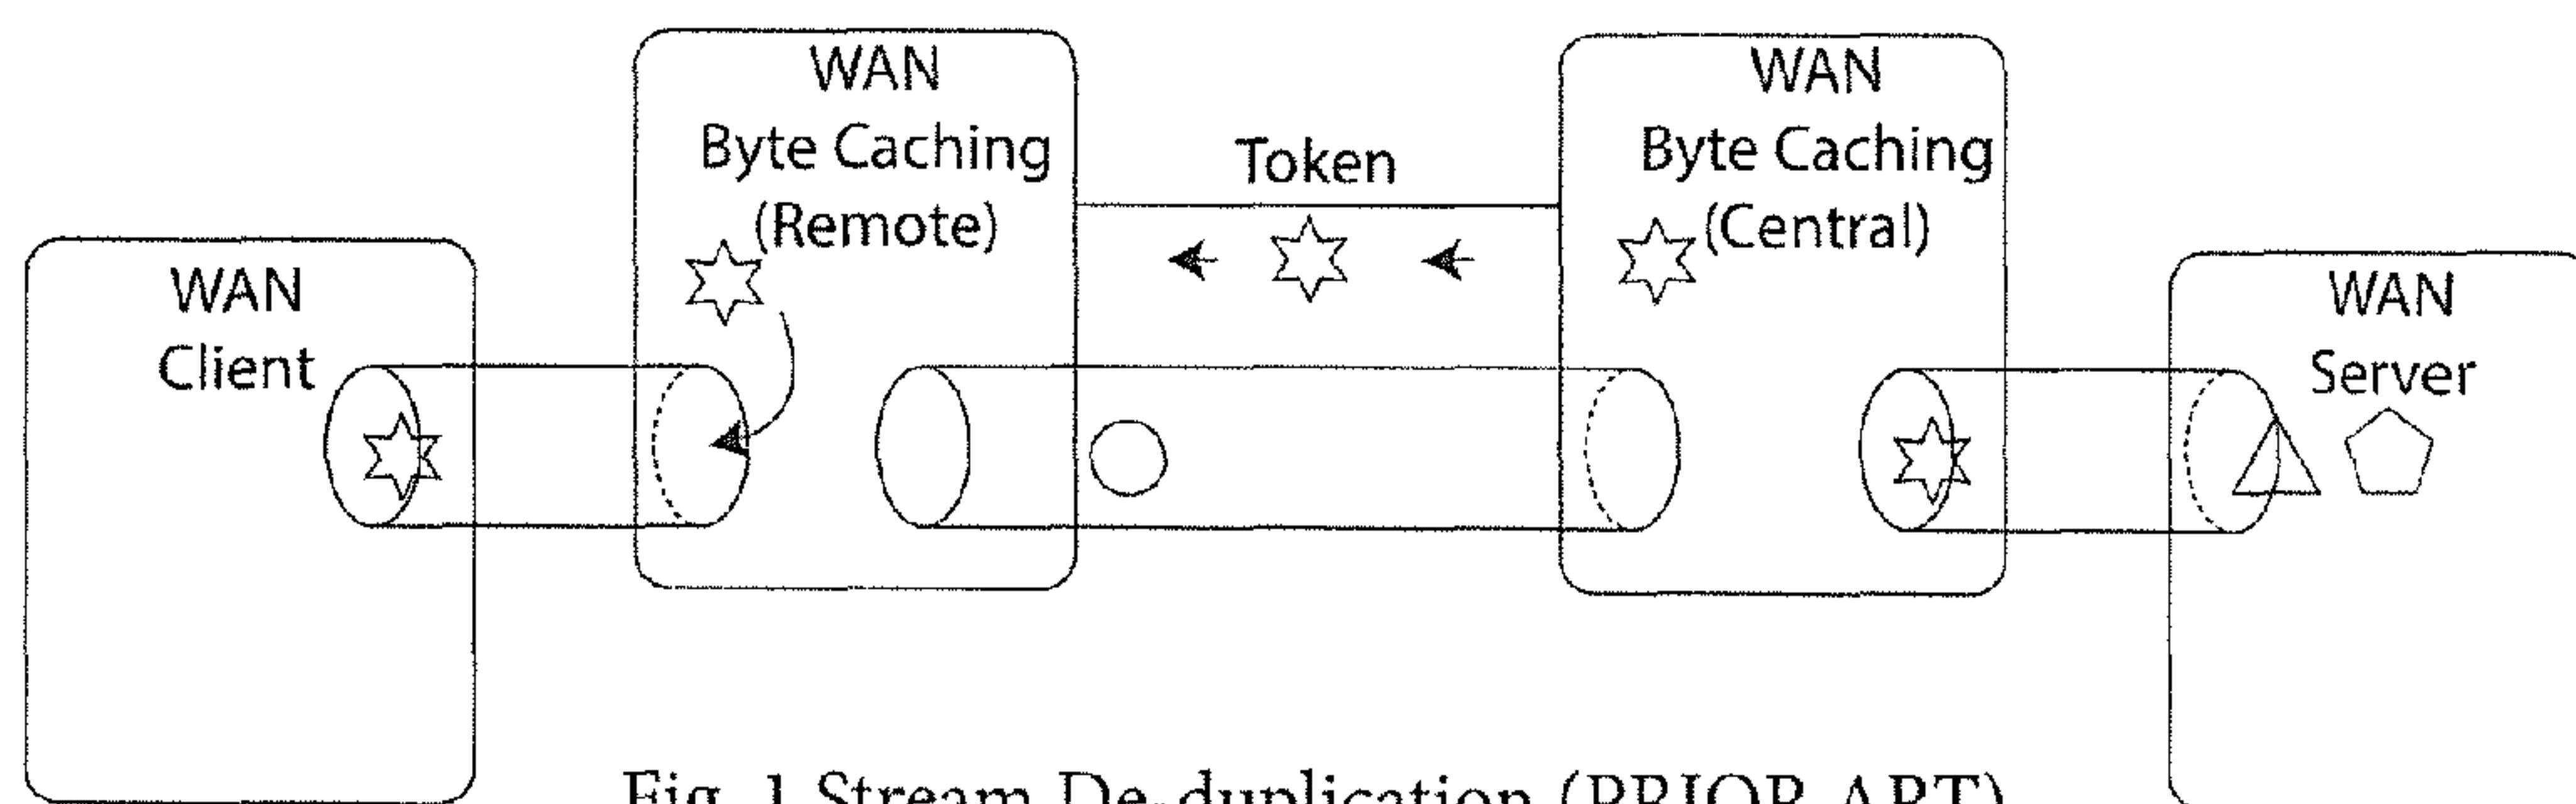 WAN
Client
WAN
Byte Caching
(Remote)
Token
WAN
Byte Caching
(Central)
WAN
Server
Fig. 1 Stream De-duplication (PRIOR ART)